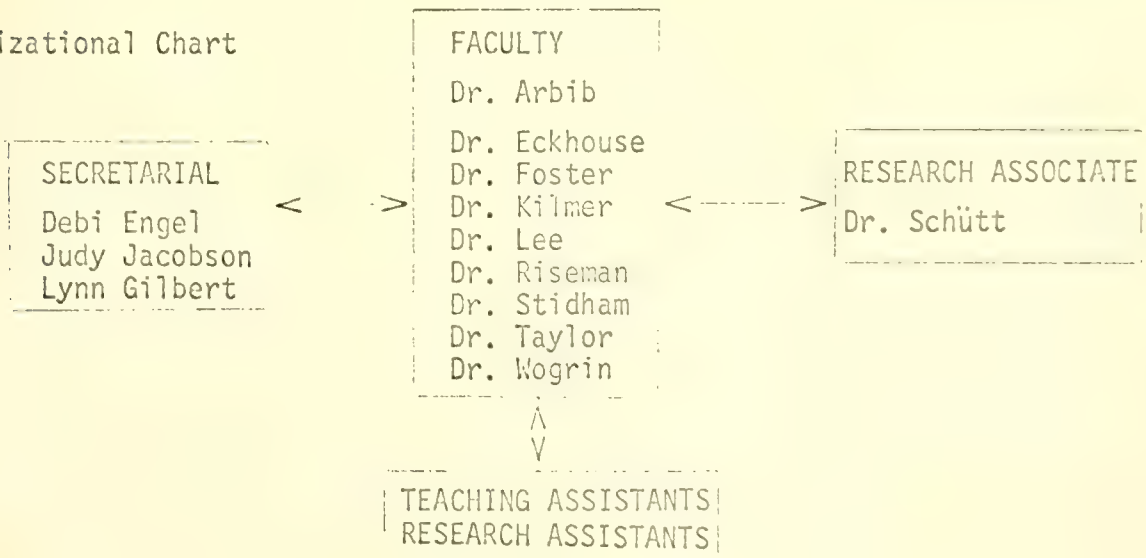 izational Chart
FACULTY
Dr. Arbib
Dr. Eckhouse
Dr. Foster
Dr. Kilmer
Dr. Lee
Dr. Riseman
Dr. Stidham
Dr. Taylor
Dr. Wogrin
SECRETARIAL
Debi Engel
Judy Jacobson
Lynn Gilbert
RESEARCH ASSOCIATE
Dr. Schütt
TEACHING ASSISTANTS
RESEARCH ASSISTANTS